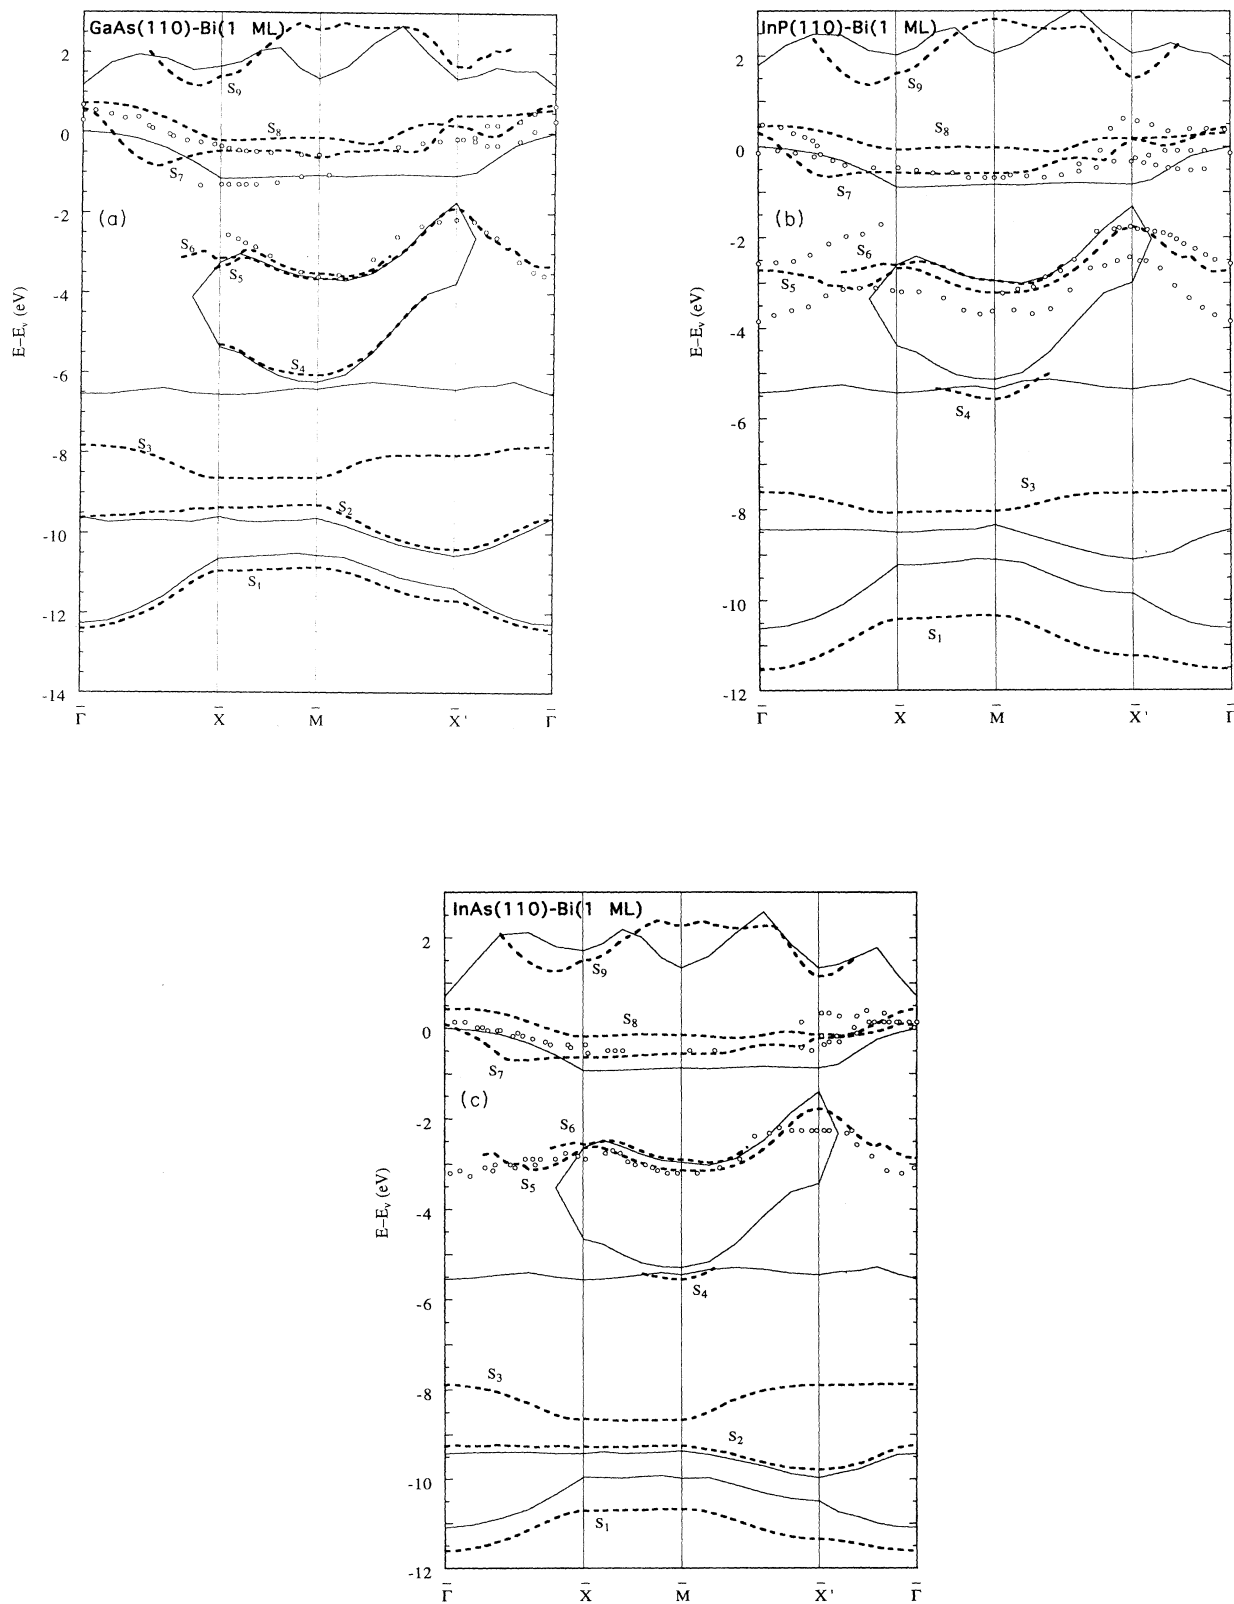 GaAs(110)-Bi(1 ML)
2
0
-2
-4
-6
-8
-10
-12
-14
E−Eᵥ (eV)
(a)
S₉
S₈
S₇
S₆
S₅
S₄
S₃
S₂
S₁
Γ̄ X̄ M̄ X̄' Γ̄
InP(110)-Bi(1 ML)
2
0
-2
-4
-6
-8
-10
-12
E−Eᵥ (eV)
(b)
S₉
S₈
S₇
S₆
S₅
S₄
S₃
S₁
Γ̄ X̄ M̄ X̄' Γ̄
InAs(110)-Bi(1 ML)
2
0
-2
-4
-6
-8
-10
-12
E−Eᵥ (eV)
(c)
S₉
S₈
S₇
S₆
S₅
S₄
S₃
S₂
S₁
Γ̄ X̄ M̄ X̄' Γ̄